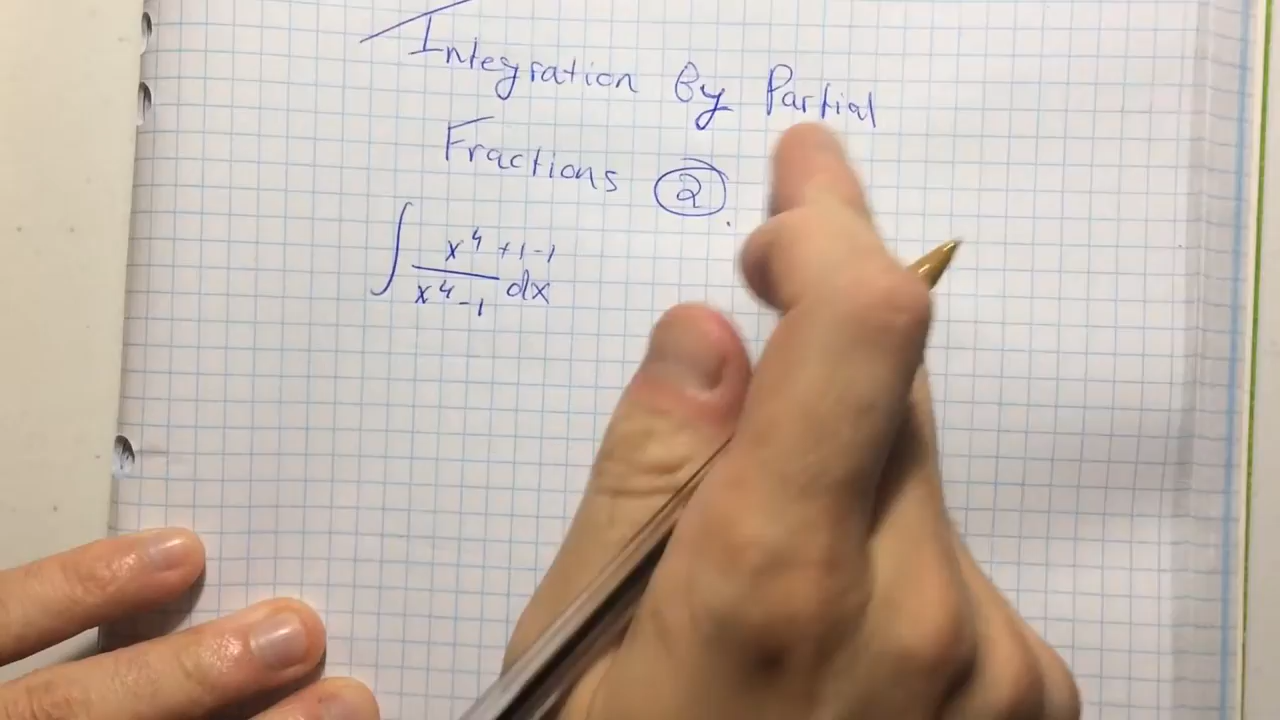 Integration By Partial
Fractions ②.
∫ x⁴ +1-1
x⁴-1 dx